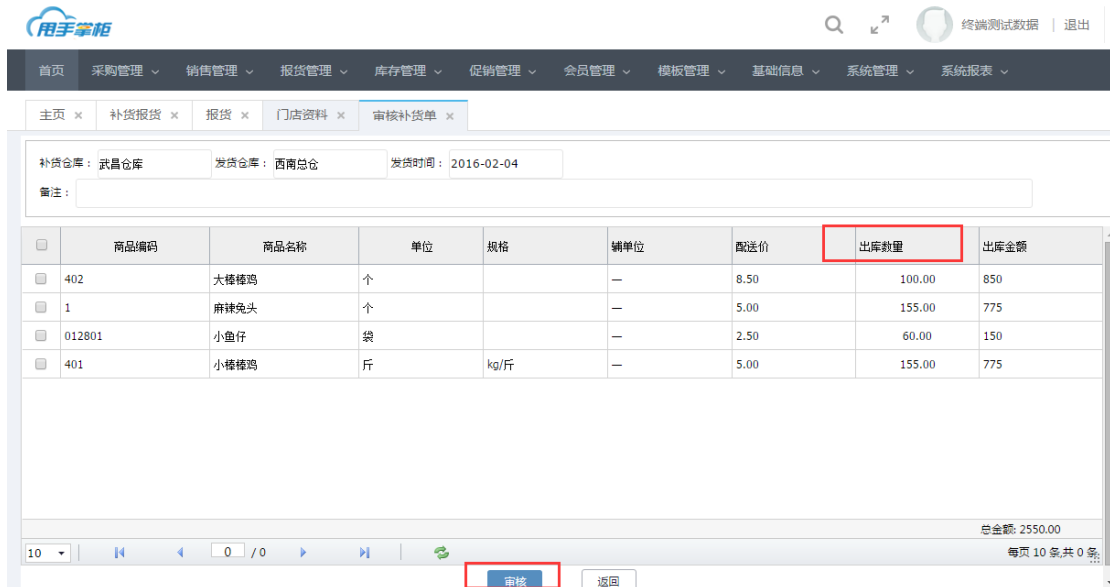 甩手掌柜 终端测试数据 | 退出
首页 采购管理 销售管理 报货管理 库存管理 促销管理 会员管理 模板管理 基础信息 系统管理 系统报表
主页 × 补货报货 × 报货 × 门店资料 × 审核补货单 ×
补货仓库： 武昌仓库 发货仓库： 西南总仓 发货时间： 2016-02-04
备注：
商品编码 商品名称 单位 规格 辅单位 配送价 出库数量 出库金额
402 大棒棒鸡 个 — 8.50 100.00 850
1 麻辣兔头 个 — 5.00 155.00 775
012801 小鱼仔 袋 — 2.50 60.00 150
401 小棒棒鸡 斤 kg/斤 — 5.00 155.00 775
总金额: 2550.00
10 0 / 0 每页 10 条,共 0 条
审核 返回